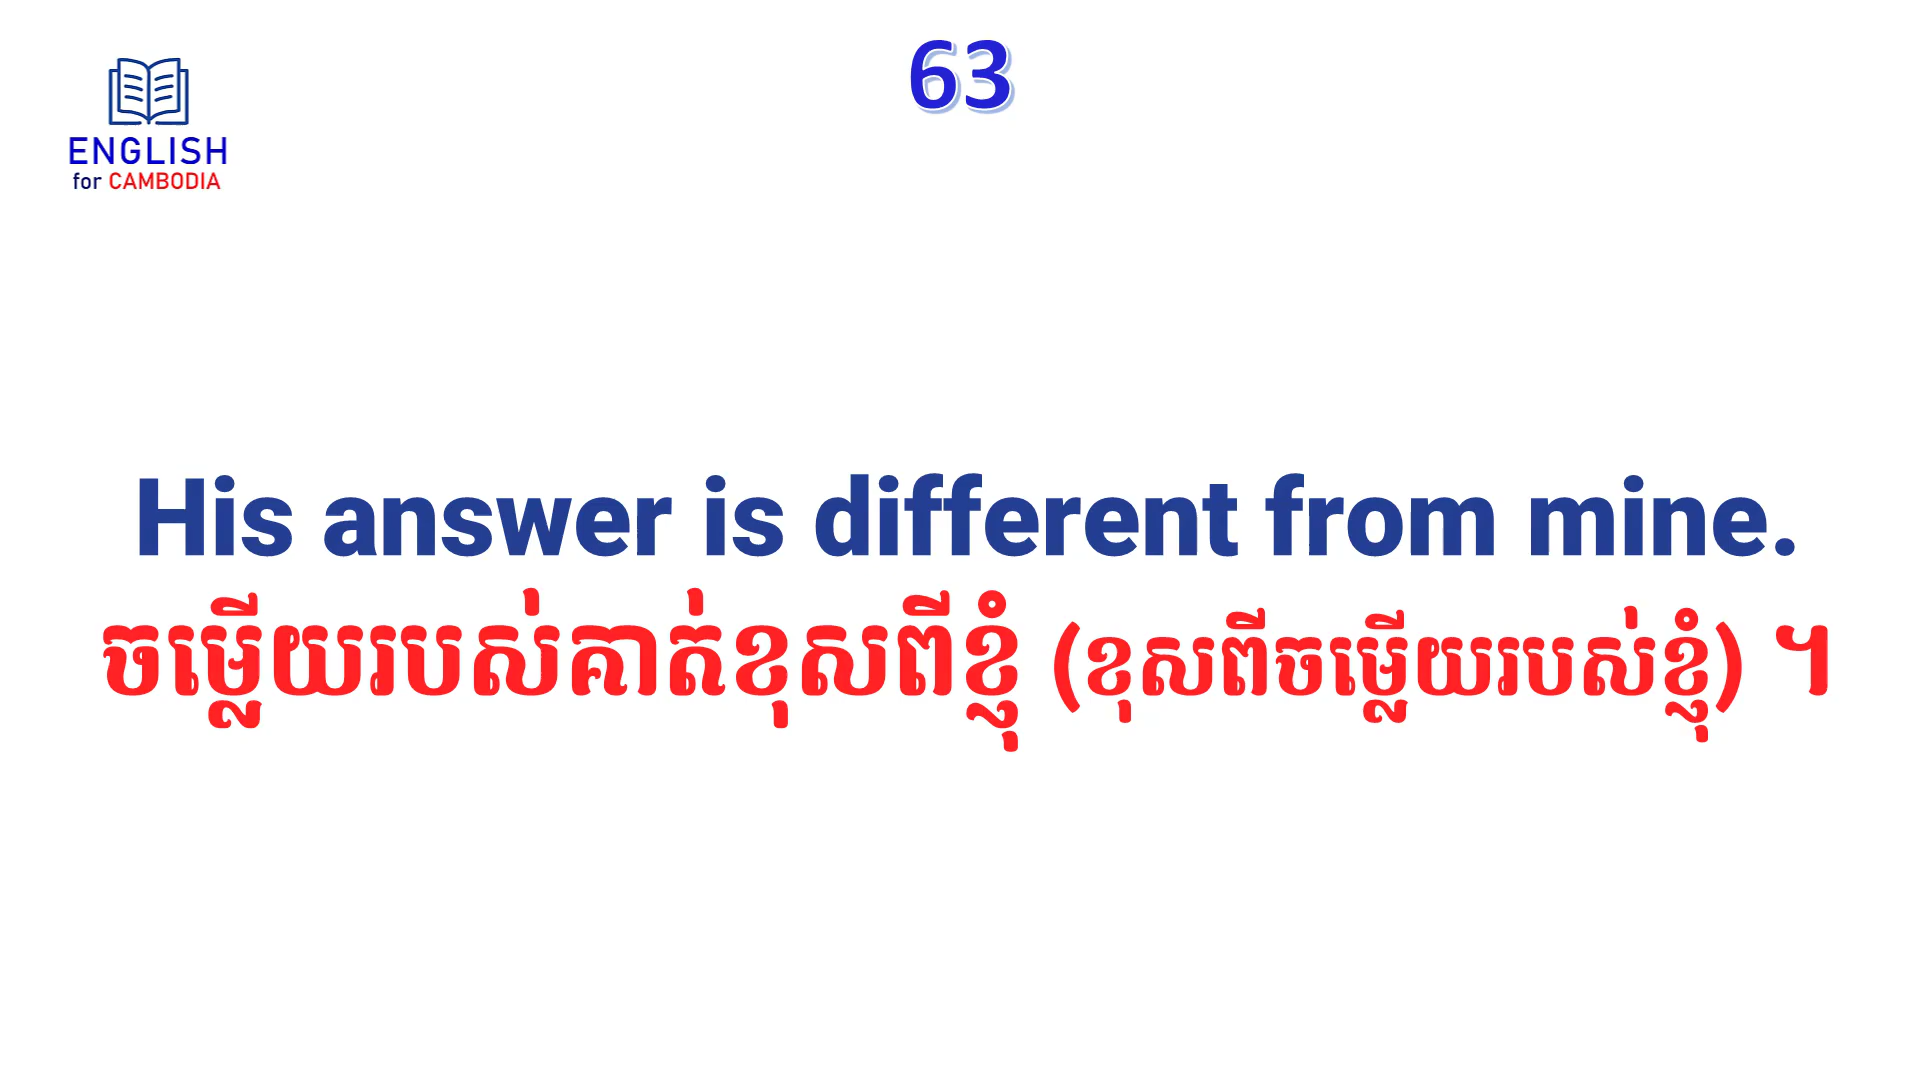 63
ENGLISH
for CAMBODIA
His answer is different from mine.
ចម្លើយរបស់គាត់ខុសពីខ្ញុំ (ខុសពីចម្លើយរបស់ខ្ញុំ) ។